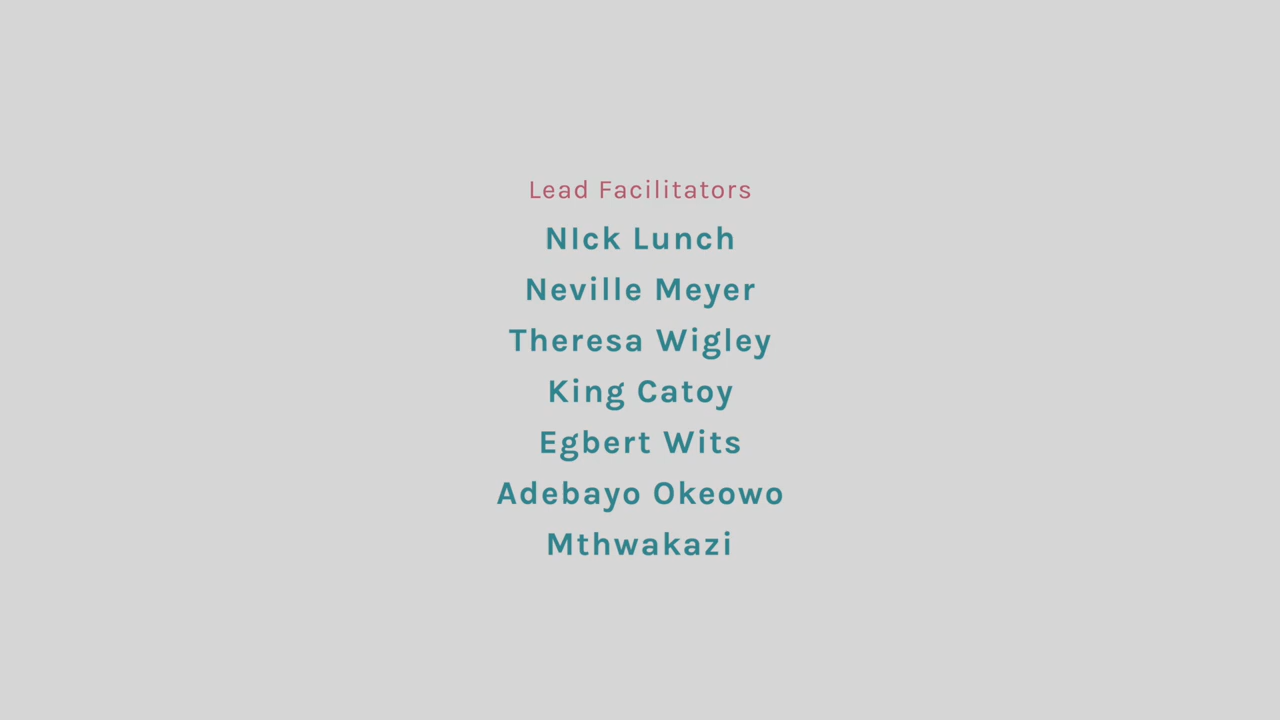 Lead Facilitators
NIck Lunch
Neville Meyer
Theresa Wigley
King Catoy
Egbert Wits
Adebayo Okeowo
Mthwakazi